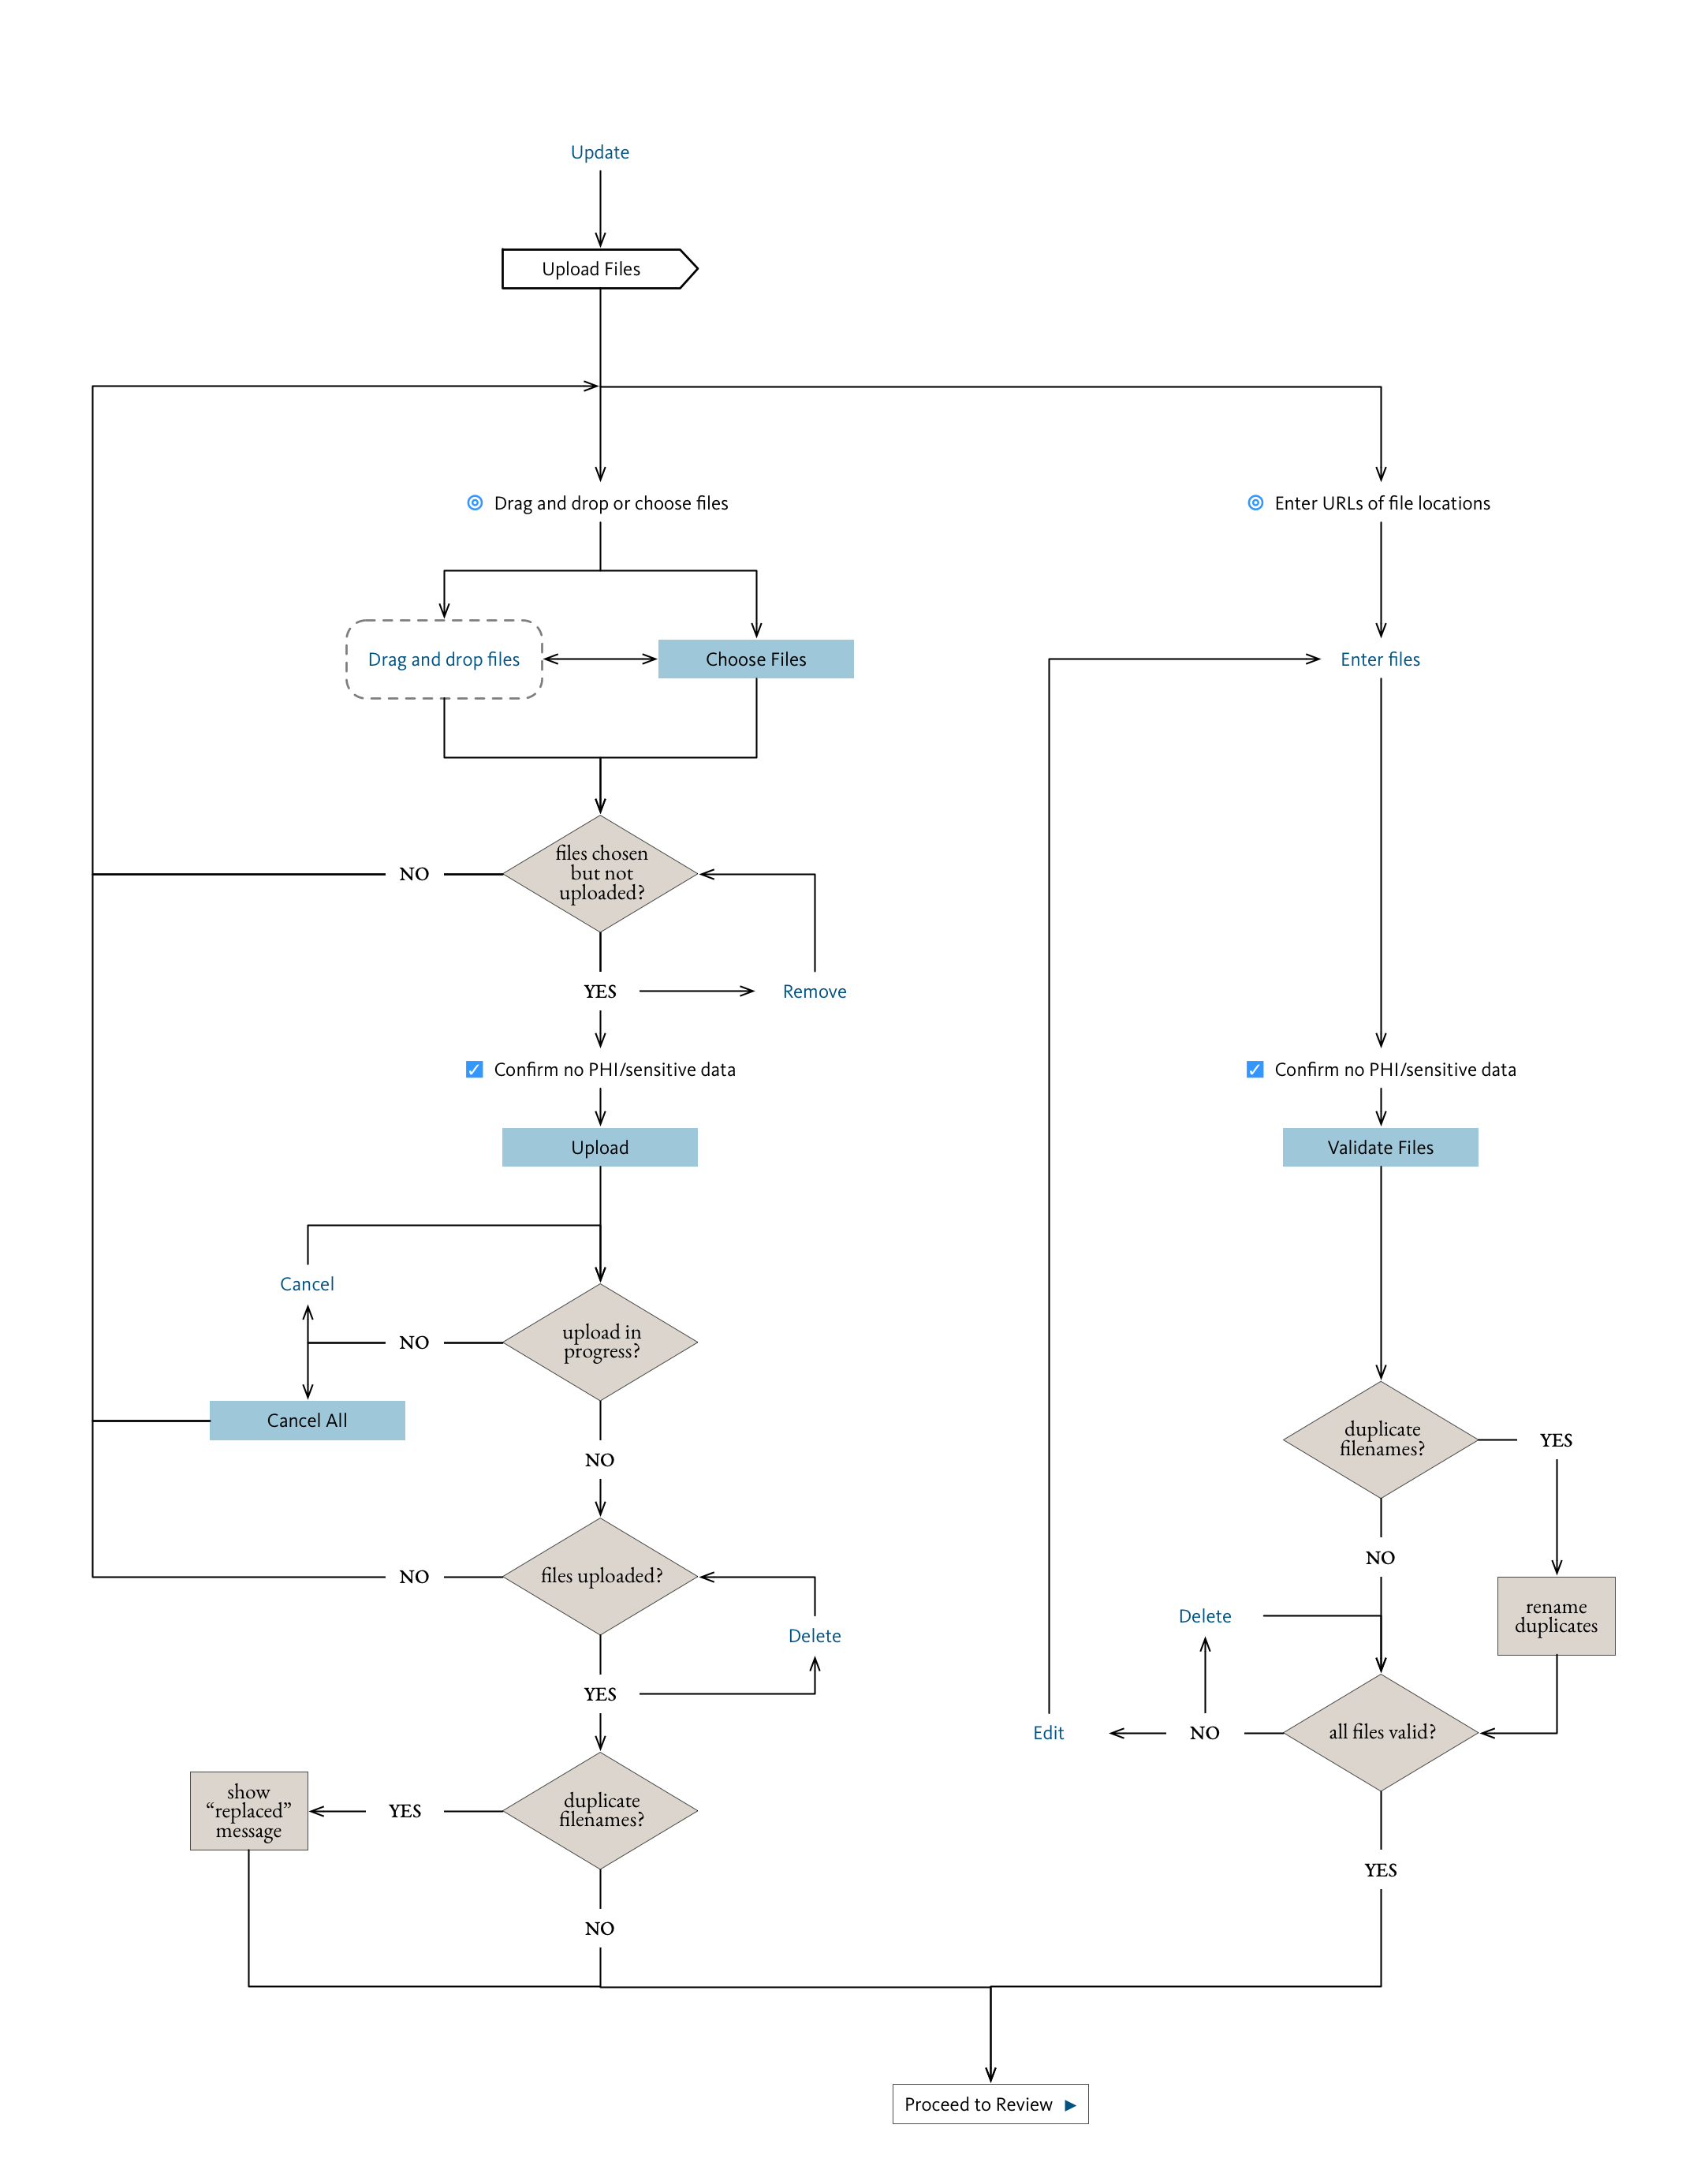 Update
Upload Files
Drag and drop or choose files
Enter URLs of file locations
Drag and drop files
Choose Files
Enter files
files chosen
but not
uploaded?
NO
YES
Remove
Confirm no PHI/sensitive data
Confirm no PHI/sensitive data
Upload
Validate Files
Cancel
upload in
progress?
NO
Cancel All
NO
duplicate
filenames?
YES
NO
files uploaded?
NO
Delete
YES
Delete
rename
duplicates
Edit
NO
all files valid?
show
“replaced”
message
YES
duplicate
filenames?
YES
NO
Proceed to Review